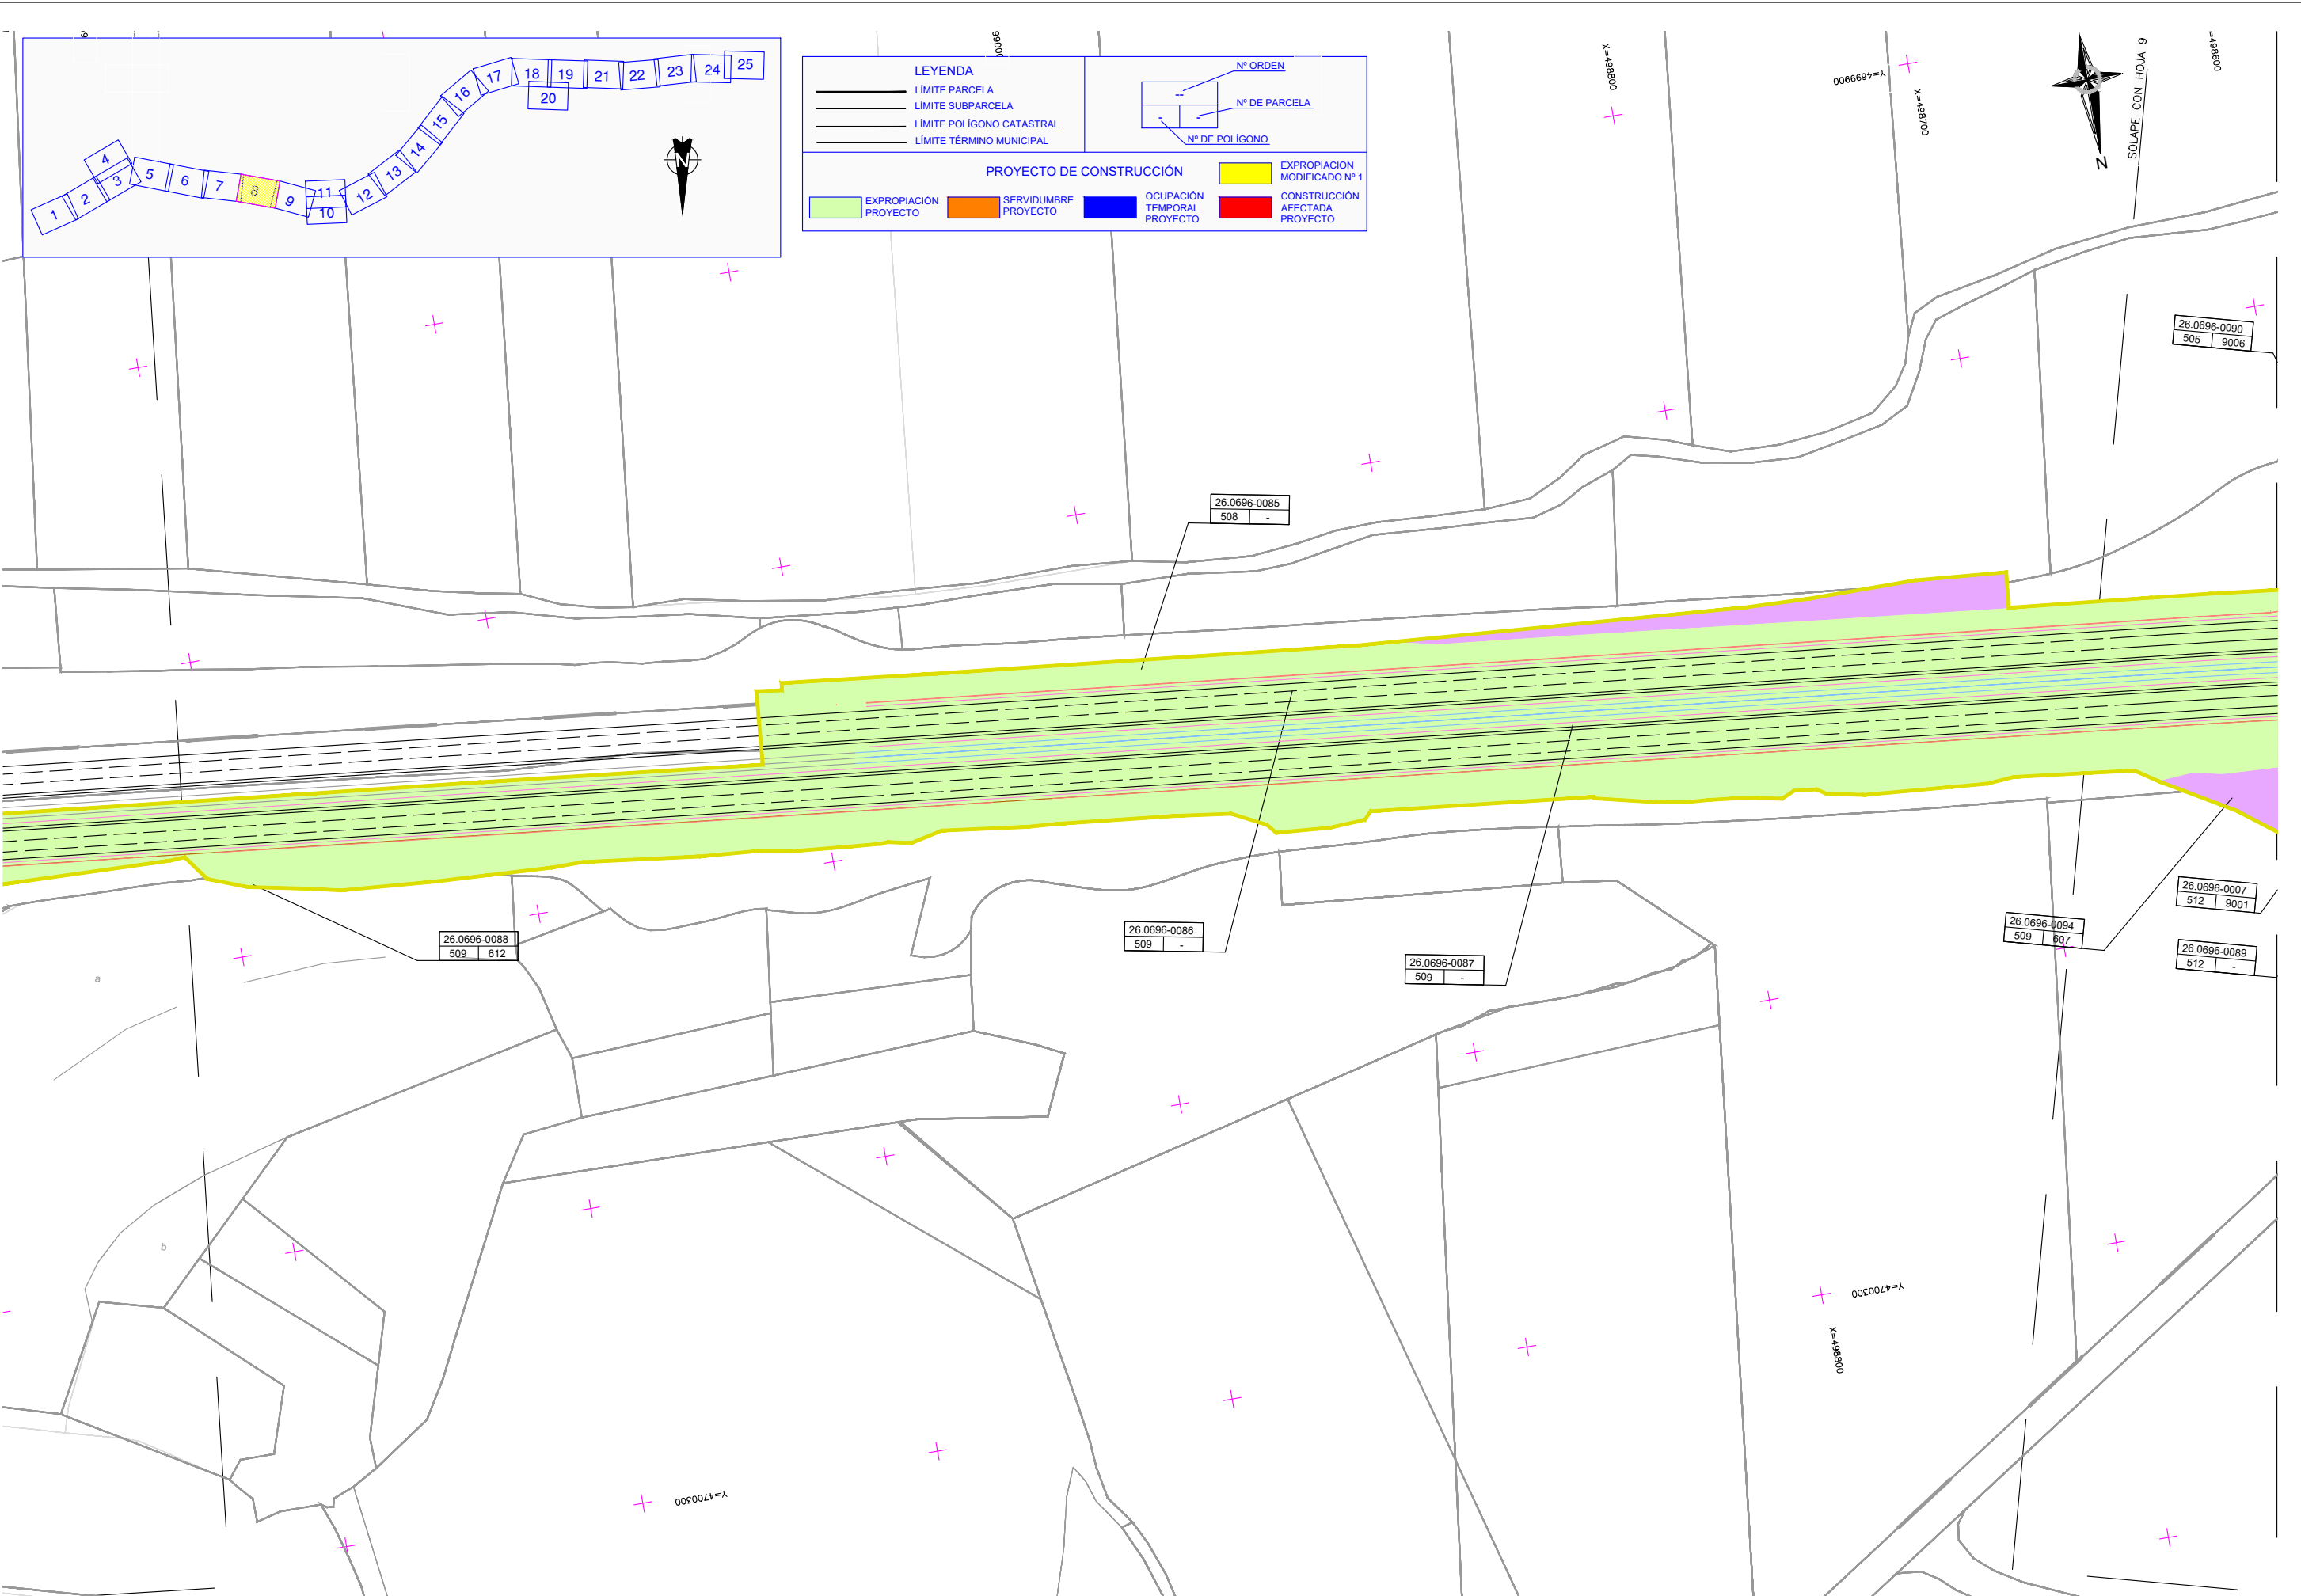 1
2
3
4
5
6
7
8
9
10
11
12
13
14
15
16
17
18
19
20
21
22
23
24
25
N
LEYENDA
LÍMITE PARCELA
LÍMITE SUBPARCELA
LÍMITE POLÍGONO CATASTRAL
LÍMITE TÉRMINO MUNICIPAL
Nº ORDEN
--
Nº DE PARCELA
-
-
Nº DE POLÍGONO
PROYECTO DE CONSTRUCCIÓN
EXPROPIACION
MODIFICADO Nº 1
EXPROPIACIÓN
PROYECTO
SERVIDUMBRE
PROYECTO
OCUPACIÓN
TEMPORAL
PROYECTO
CONSTRUCCIÓN
AFECTADA
PROYECTO
X=498800
Y=4699900
X=498700
N
SOLAPE CON HOJA 9
=498600
26.0696-0090
505 9006
26.0696-0085
508 -
26.0696-0088
509 612
26.0696-0086
509 -
26.0696-0087
509 -
26.0696-0094
509 607
26.0696-0007
512 9001
26.0696-0089
512 -
a
b
Y=4700300
X=498800
Y=4700300